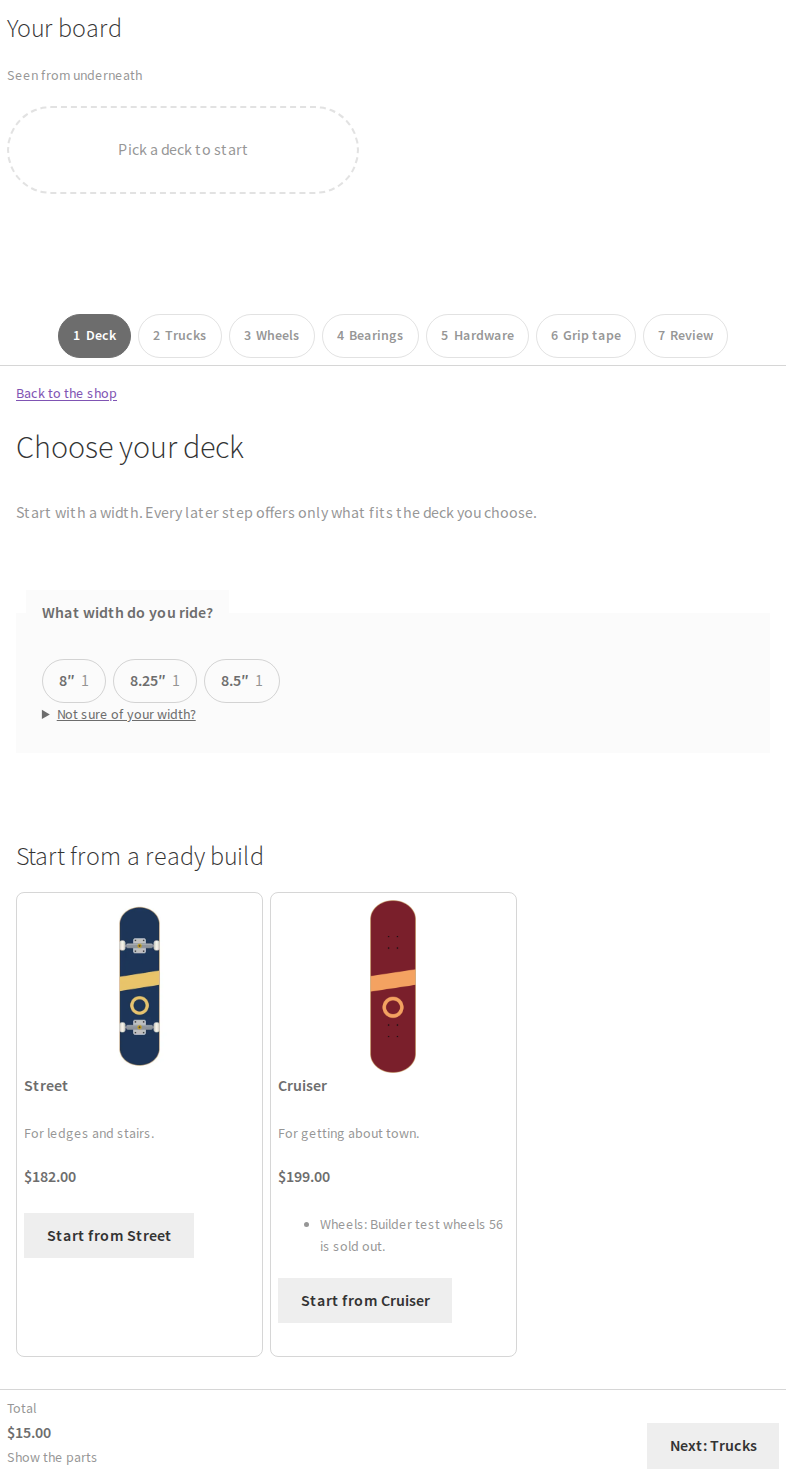 Your board
Seen from underneath
Pick a deck to start
1 Deck
2 Trucks
3 Wheels
4 Bearings
5 Hardware
6 Grip tape
7 Review
Back to the shop
Choose your deck
Start with a width. Every later step offers only what fits the deck you choose.
What width do you ride?
8″ 1
8.25″ 1
8.5″ 1
Not sure of your width?
Start from a ready build
Street
For ledges and stairs.
$182.00
Start from Street
Cruiser
For getting about town.
$199.00
Wheels: Builder test wheels 56
is sold out.
Start from Cruiser
Total
$15.00
Show the parts
Next: Trucks